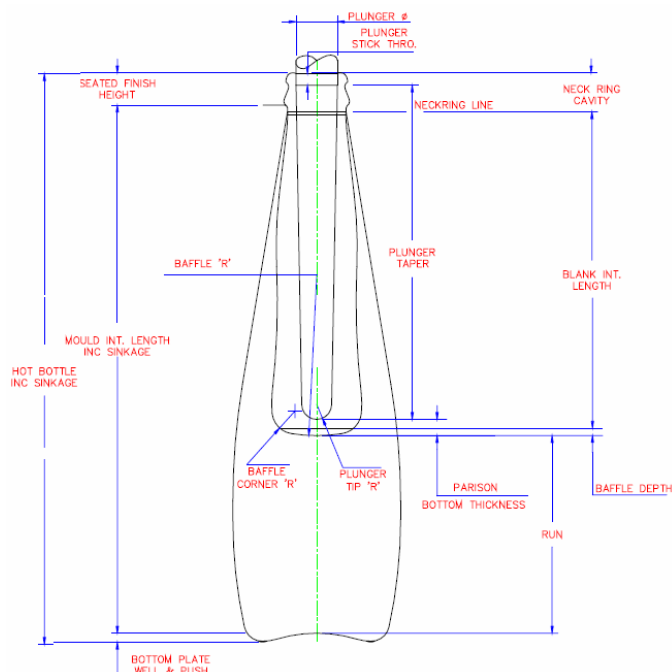 PLUNGER ø
PLUNGER
STICK THRO.
SEATED FINISH
HEIGHT
NECK RING
CAVITY
NECKRING LINE
PLUNGER
TAPER
BAFFLE 'R'
BLANK INT.
LENGTH
MOULD INT. LENGTH
INC SINKAGE
HOT BOTTLE
INC SINKAGE
BAFFLE
CORNER 'R'
PLUNGER
TIP 'R'
PARISON
BOTTOM THICKNESS
BAFFLE DEPTH
RUN
BOTTOM PLATE
WELL & PUSH